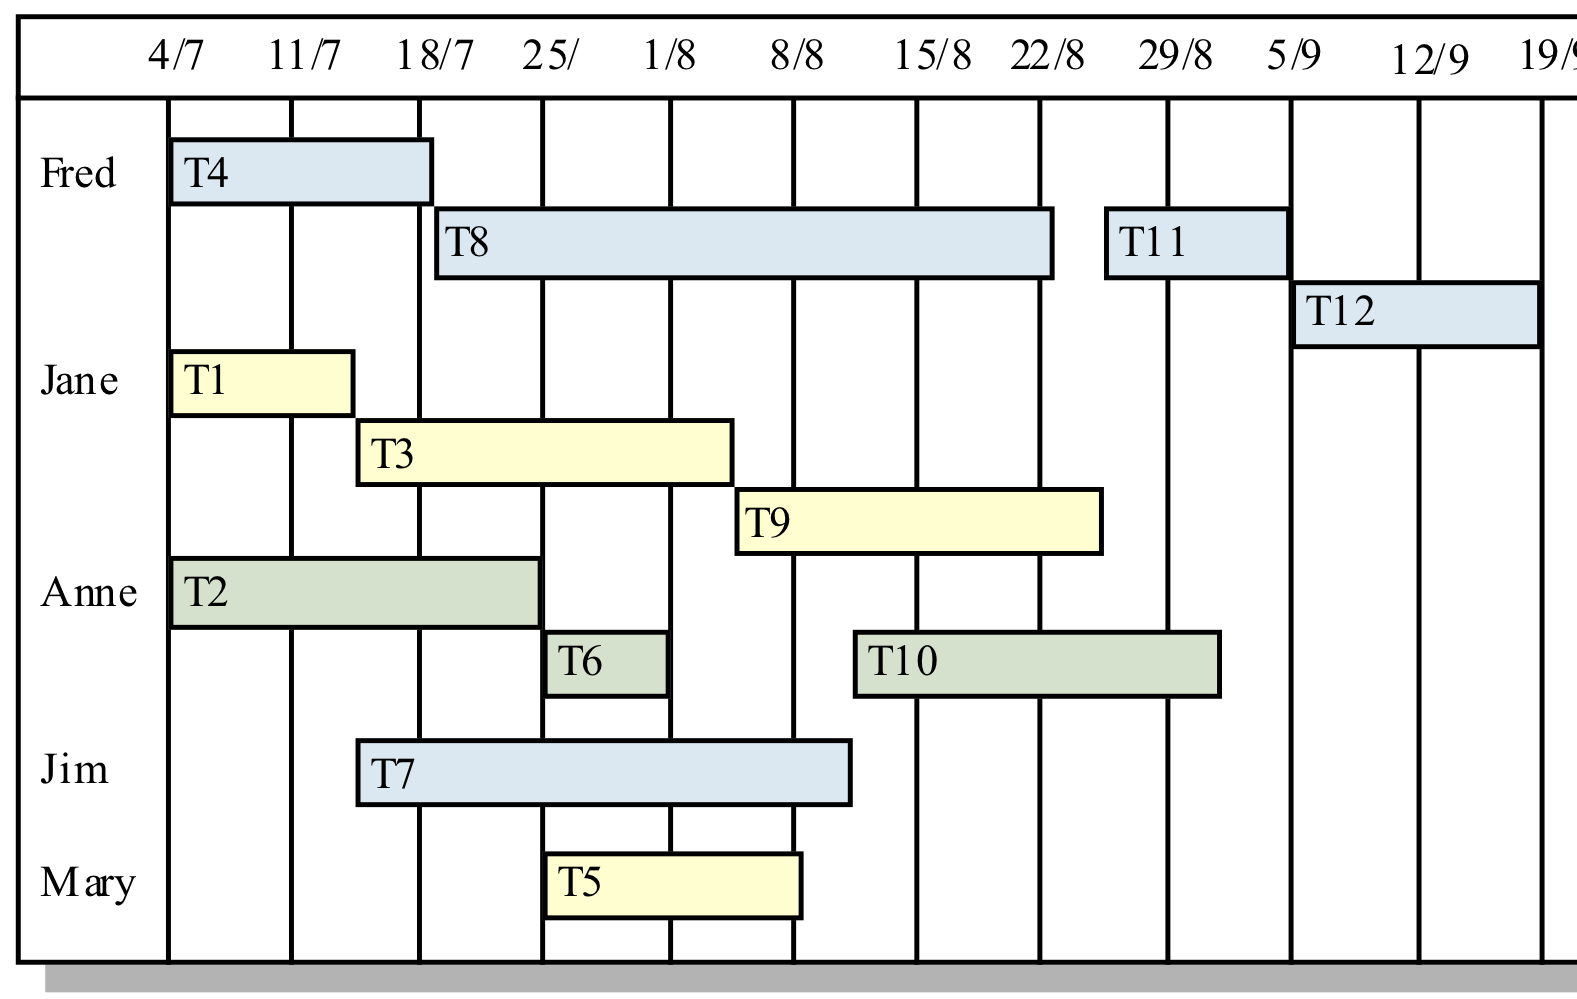 4/7 11/7 18/7 25/ 1/8 8/8 15/8 22/8 29/8 5/9 12/9 19/9
Fred T4
T8 T11
T12
Jane T1
T3
T9
Anne T2
T6 T10
Jim T7
Mary T5